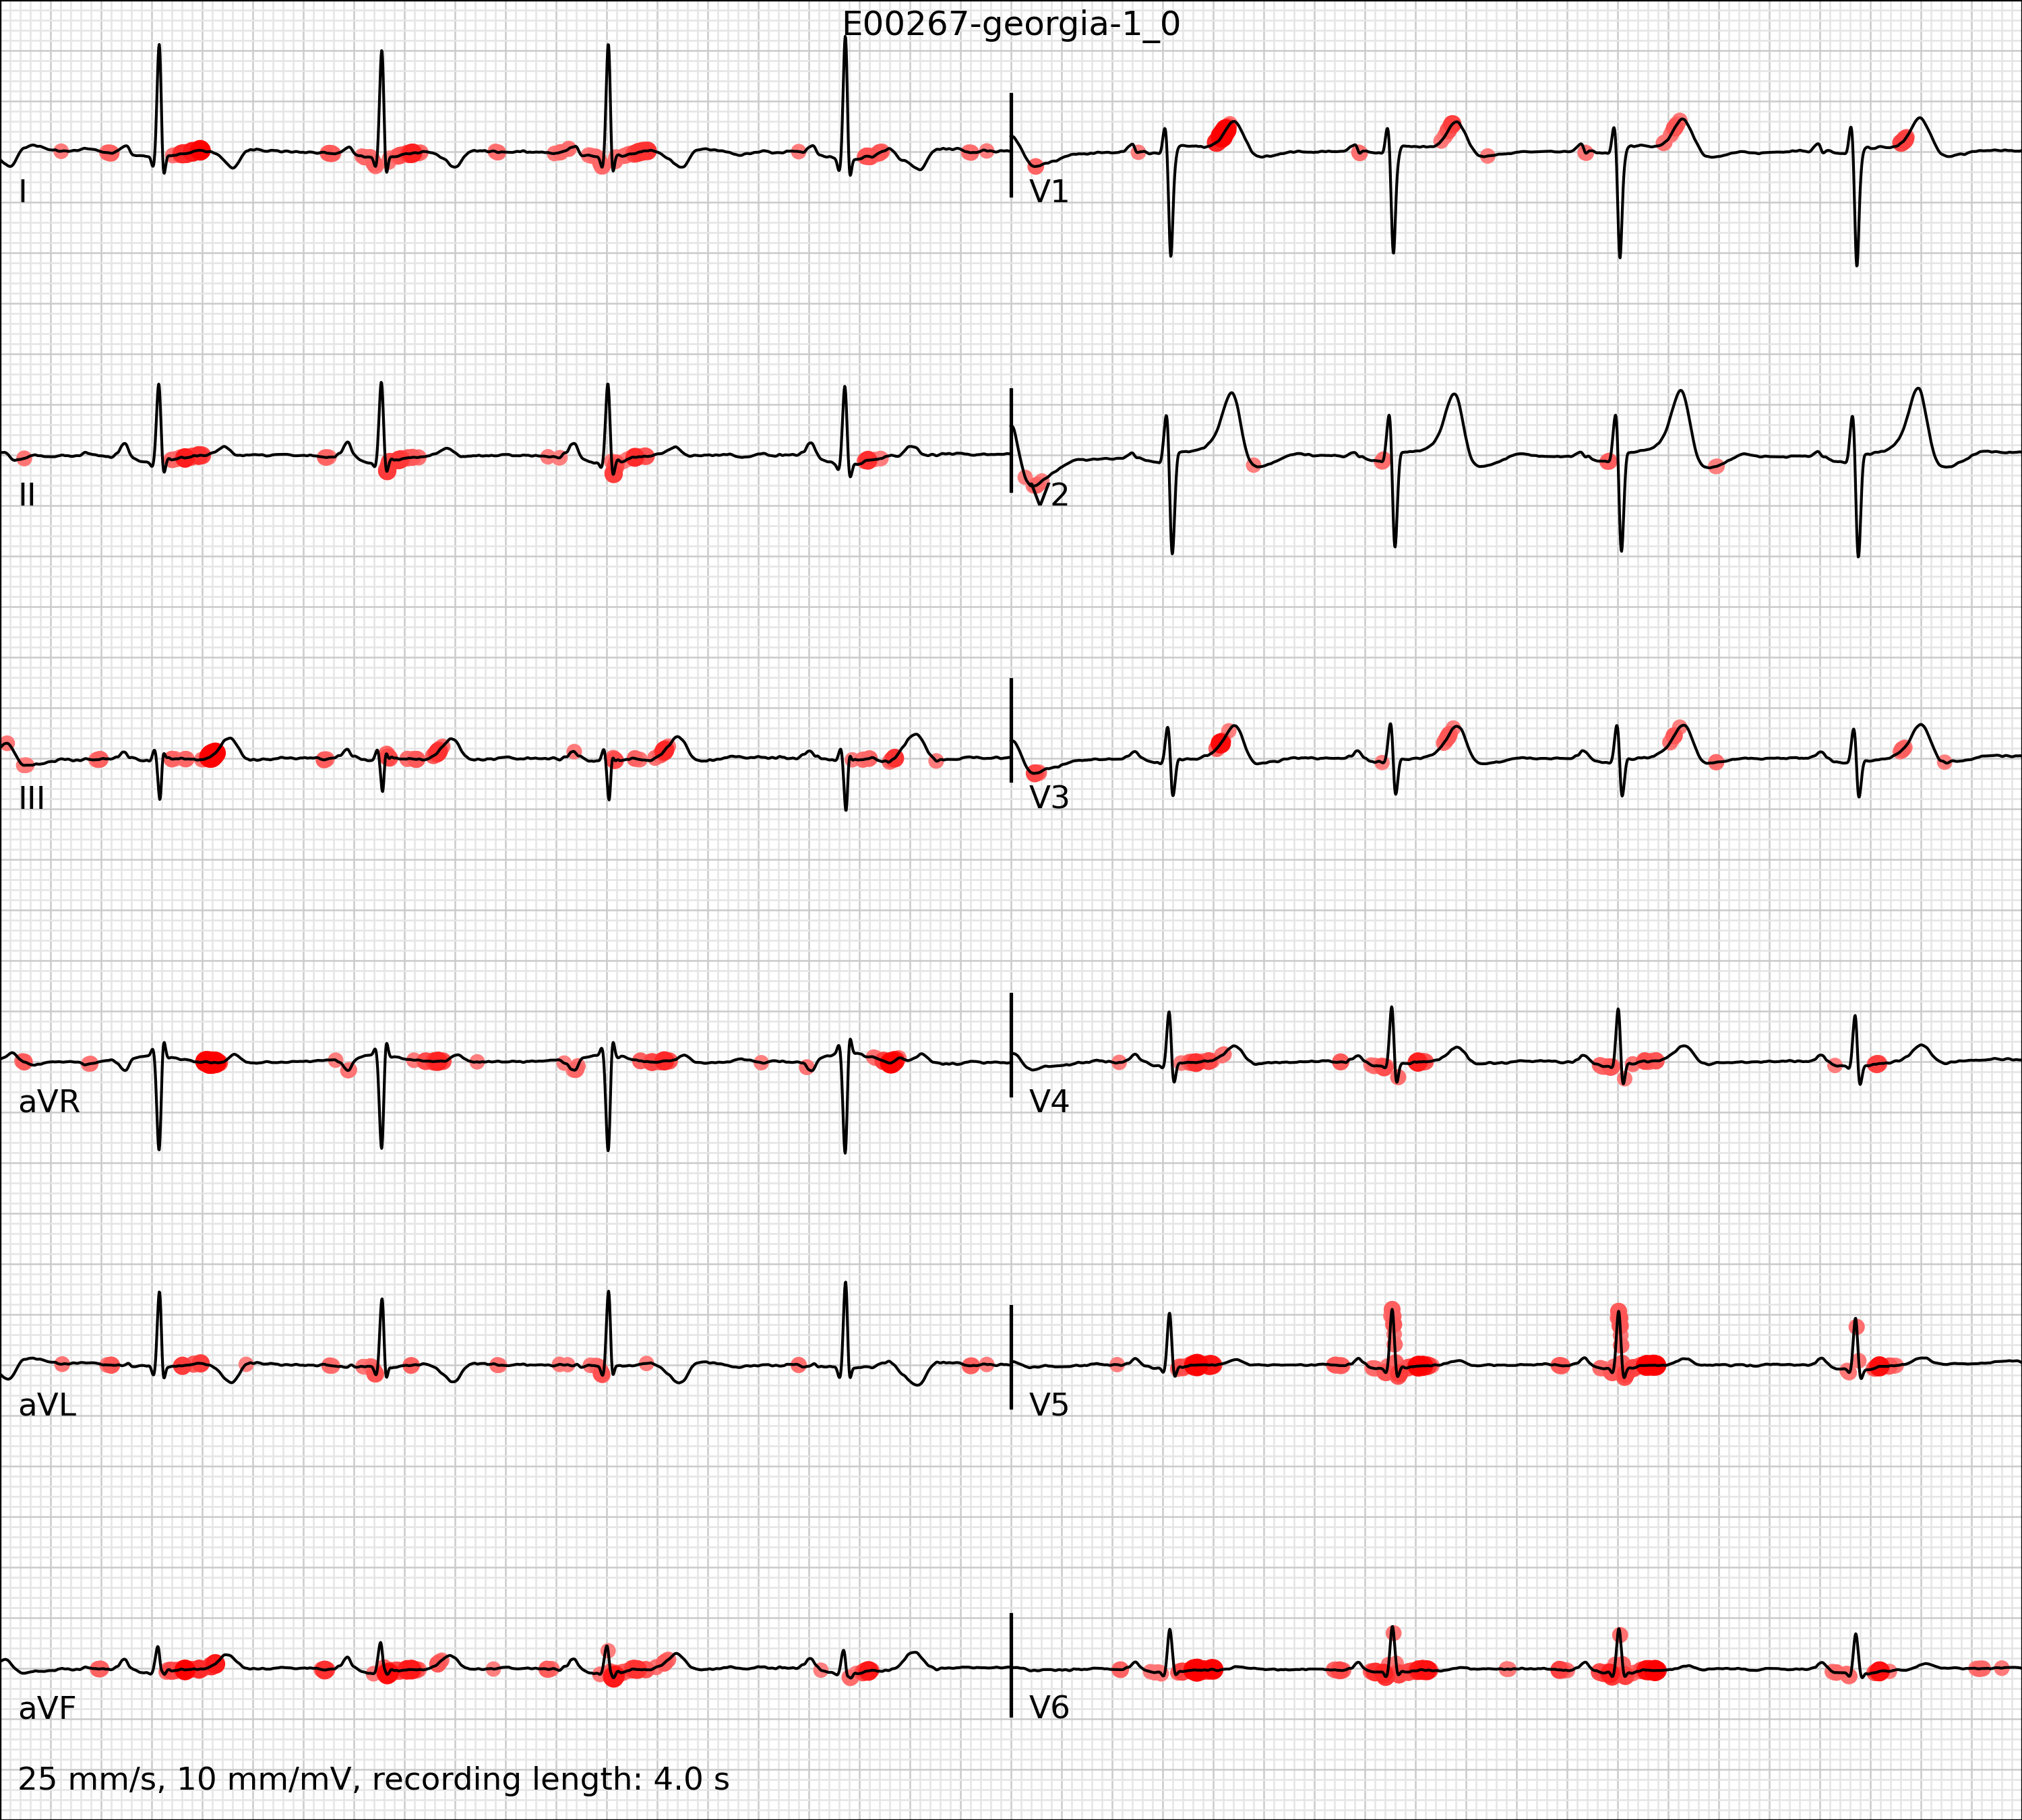 E00267-georgia-1_0
I
V1
II
V2
III
V3
aVR
V4
aVL
V5
aVF
V6
25 mm/s, 10 mm/mV, recording length: 4.0 s